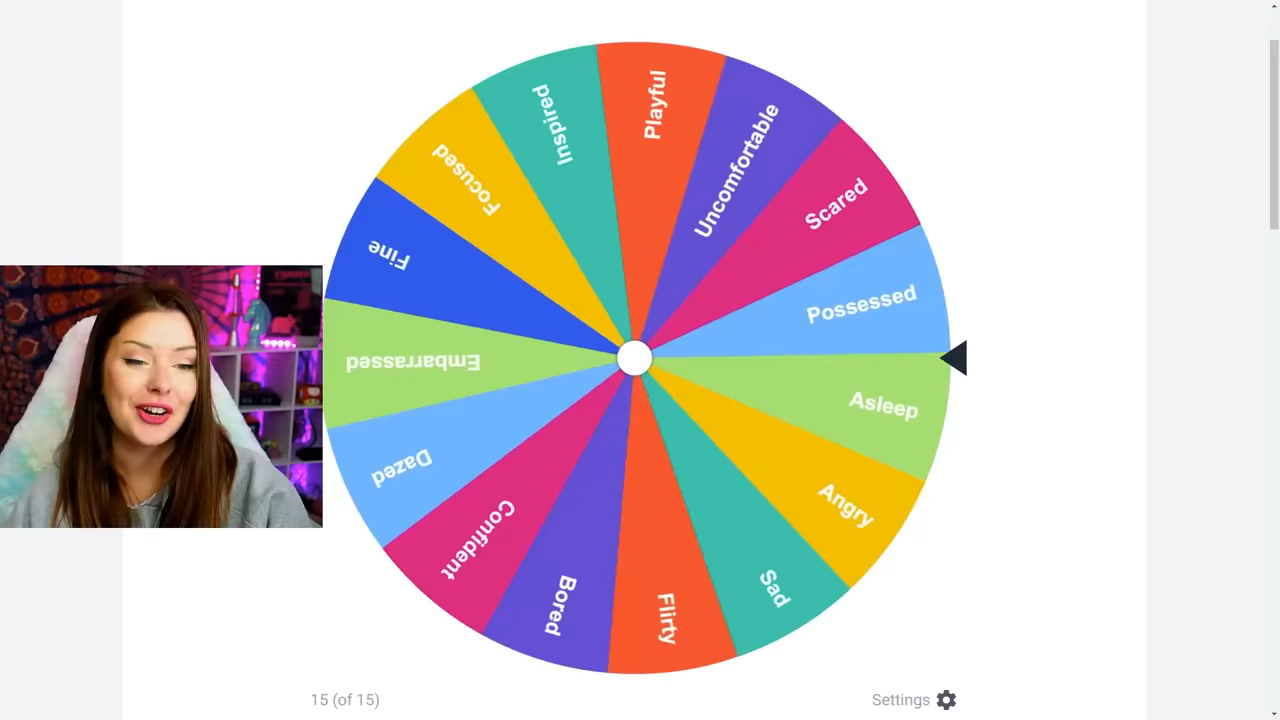 Playful
Uncomfortable
Scared
Possessed
Asleep
Angry
Sad
Flirty
Bored
Confident
Dazed
Embarrassed
Fine
Focused
Inspired
15 (of 15)
Settings